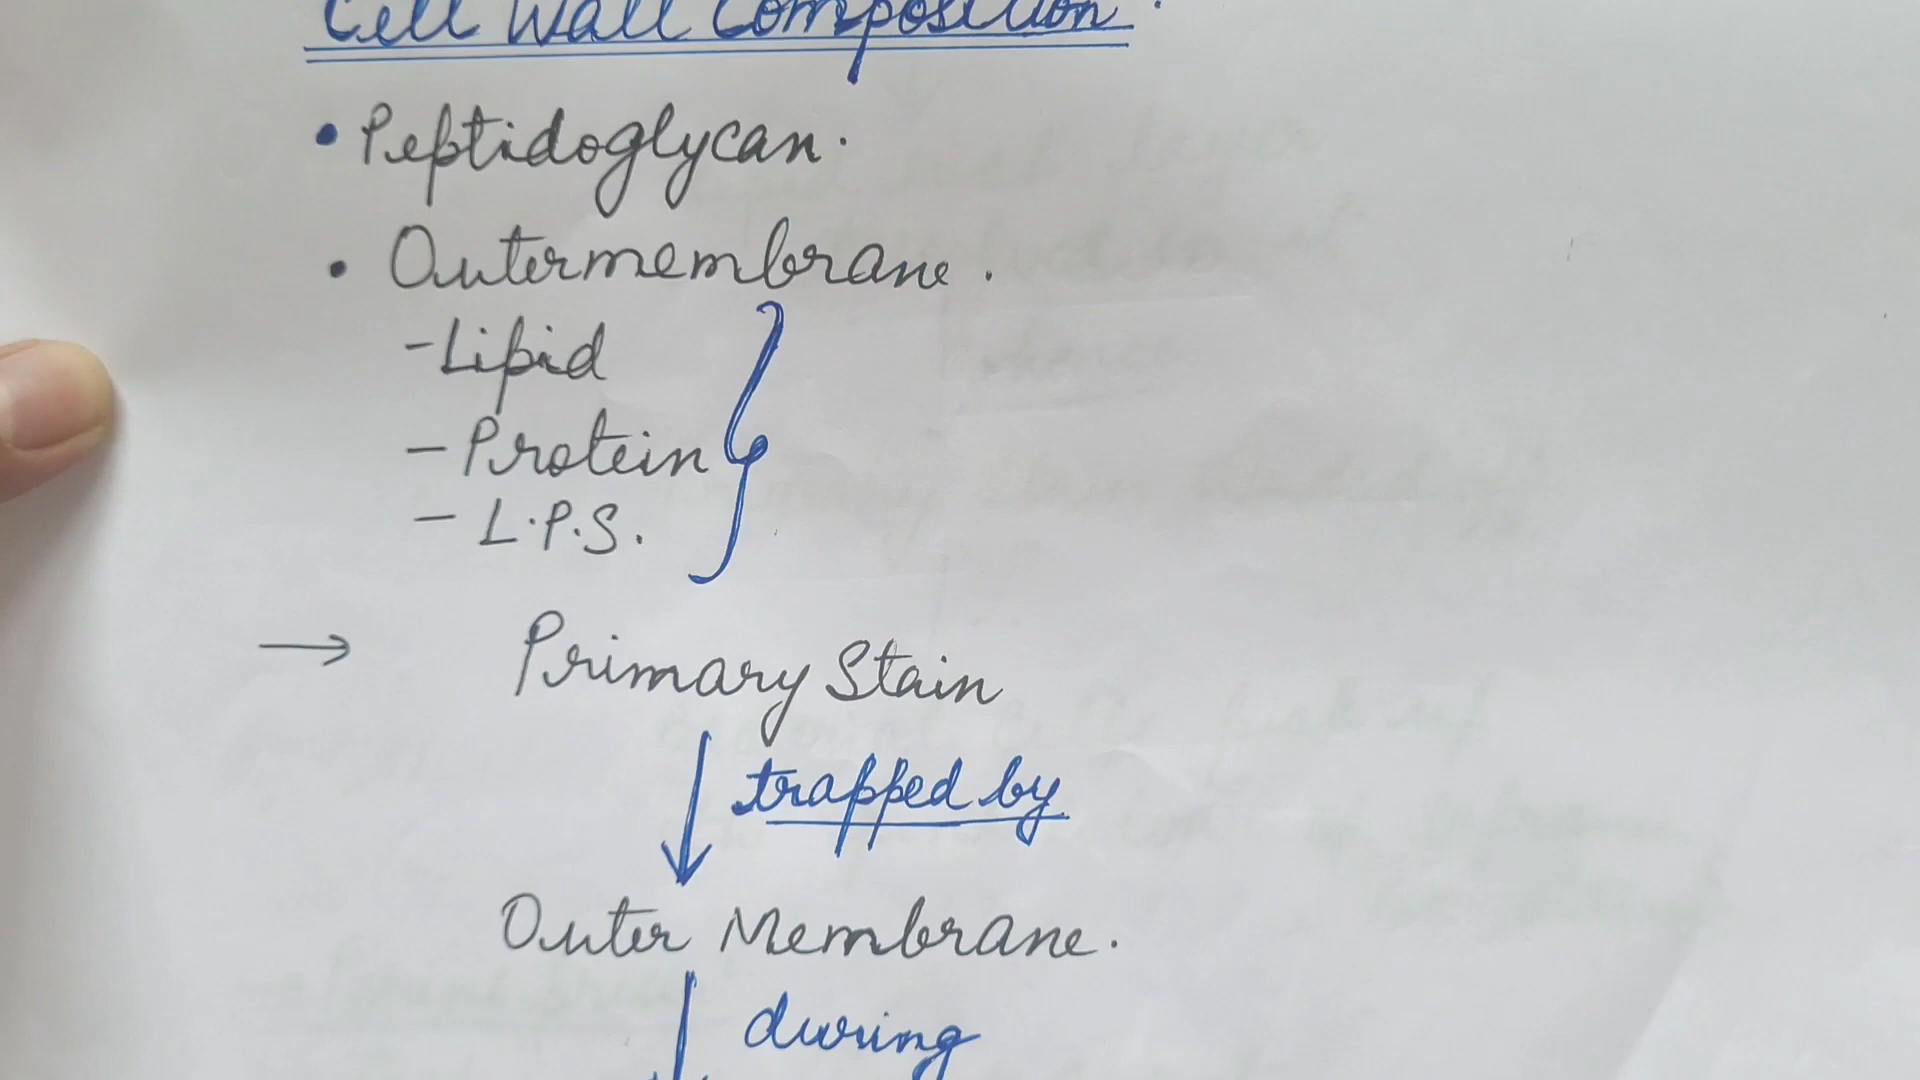 Cell Wall Composition.
• Peptidoglycan.
• Outermembrane.
- Lipid
- Protein
- L.P.S.
→ Primary Stain
trapped by
Outer Membrane.
during